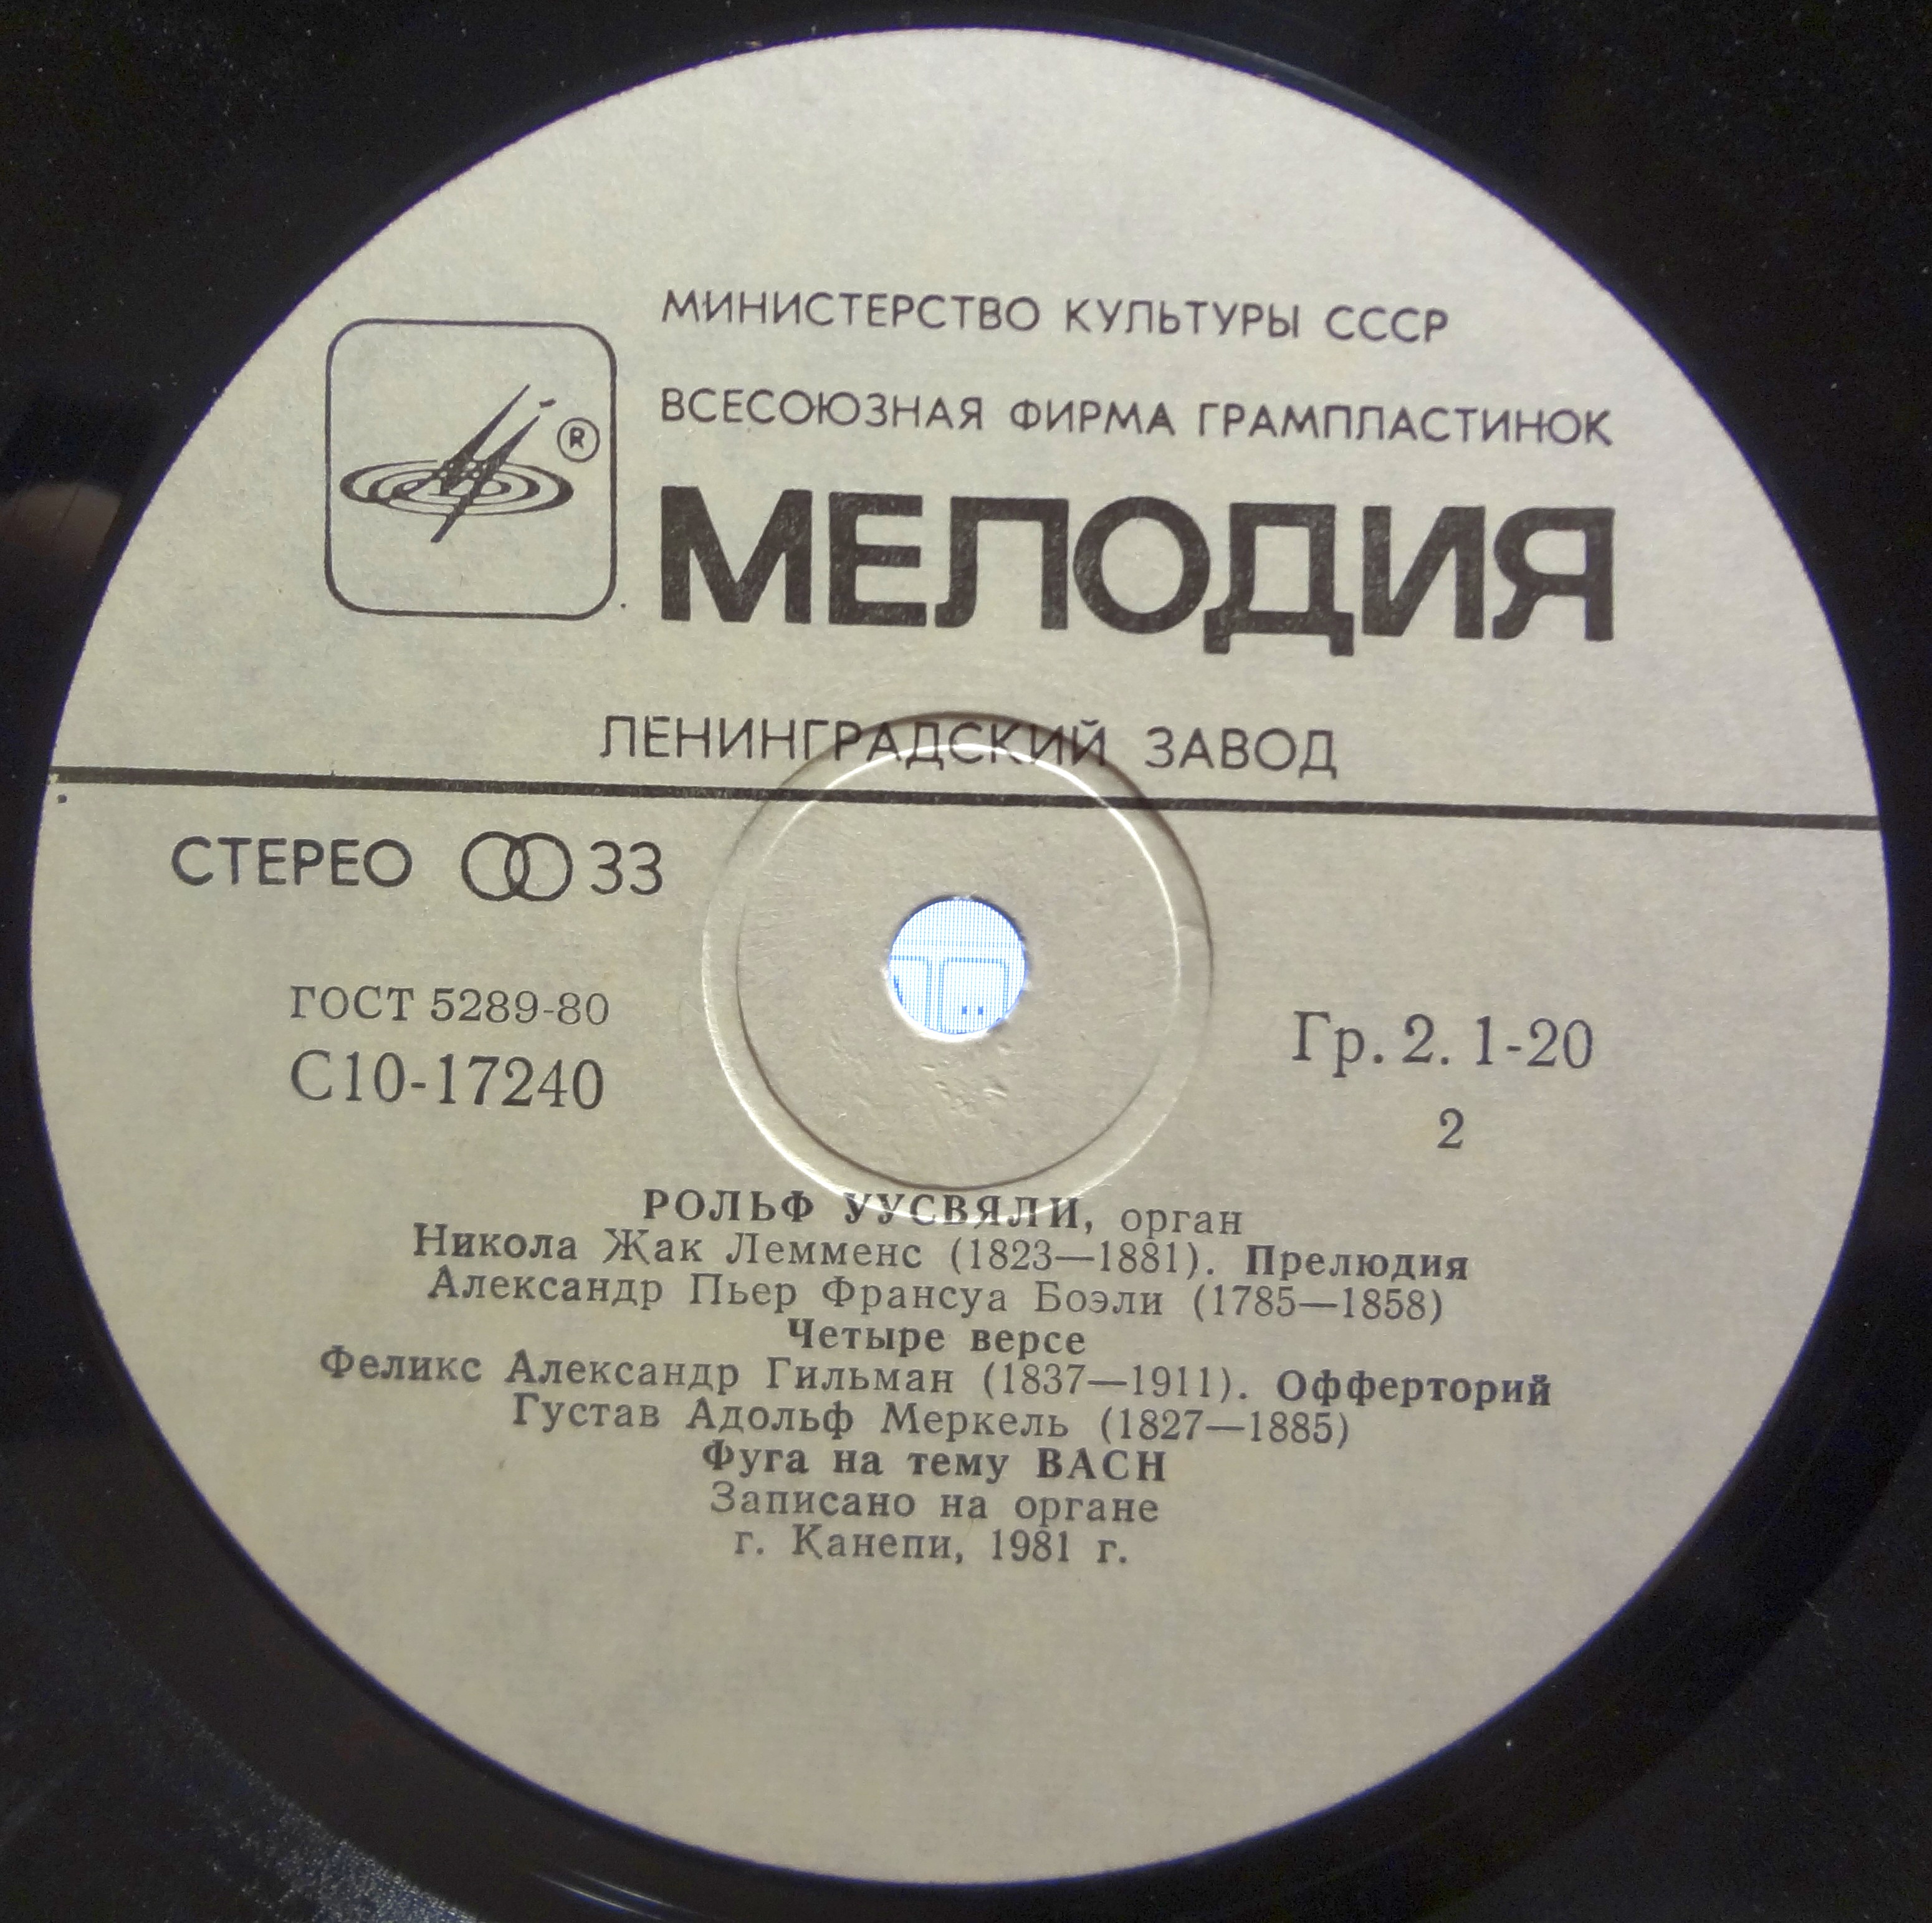 МИНИСТЕРСТВО КУЛЬТУРЫ СССР
ВСЕСОЮЗНАЯ ФИРМА ГРАМПЛАСТИНОК
®
МЕЛОДИЯ
ЛЕНИНГРАДСКИЙ ЗАВОД
СТЕРЕО 33
ГОСТ 5289-80
С10-17240
Гр. 2. 1-20
2
РОЛЬФ УУСВЯЛИ, орган
Никола Жак Лемменс (1823—1881). Прелюдия
Александр Пьер Франсуа Боэли (1785—1858)
Четыре версе
Феликс Александр Гильман (1837—1911). Офферторий
Густав Адольф Меркель (1827—1885)
Фуга на тему BACH
Записано на органе
г. Канепи, 1981 г.